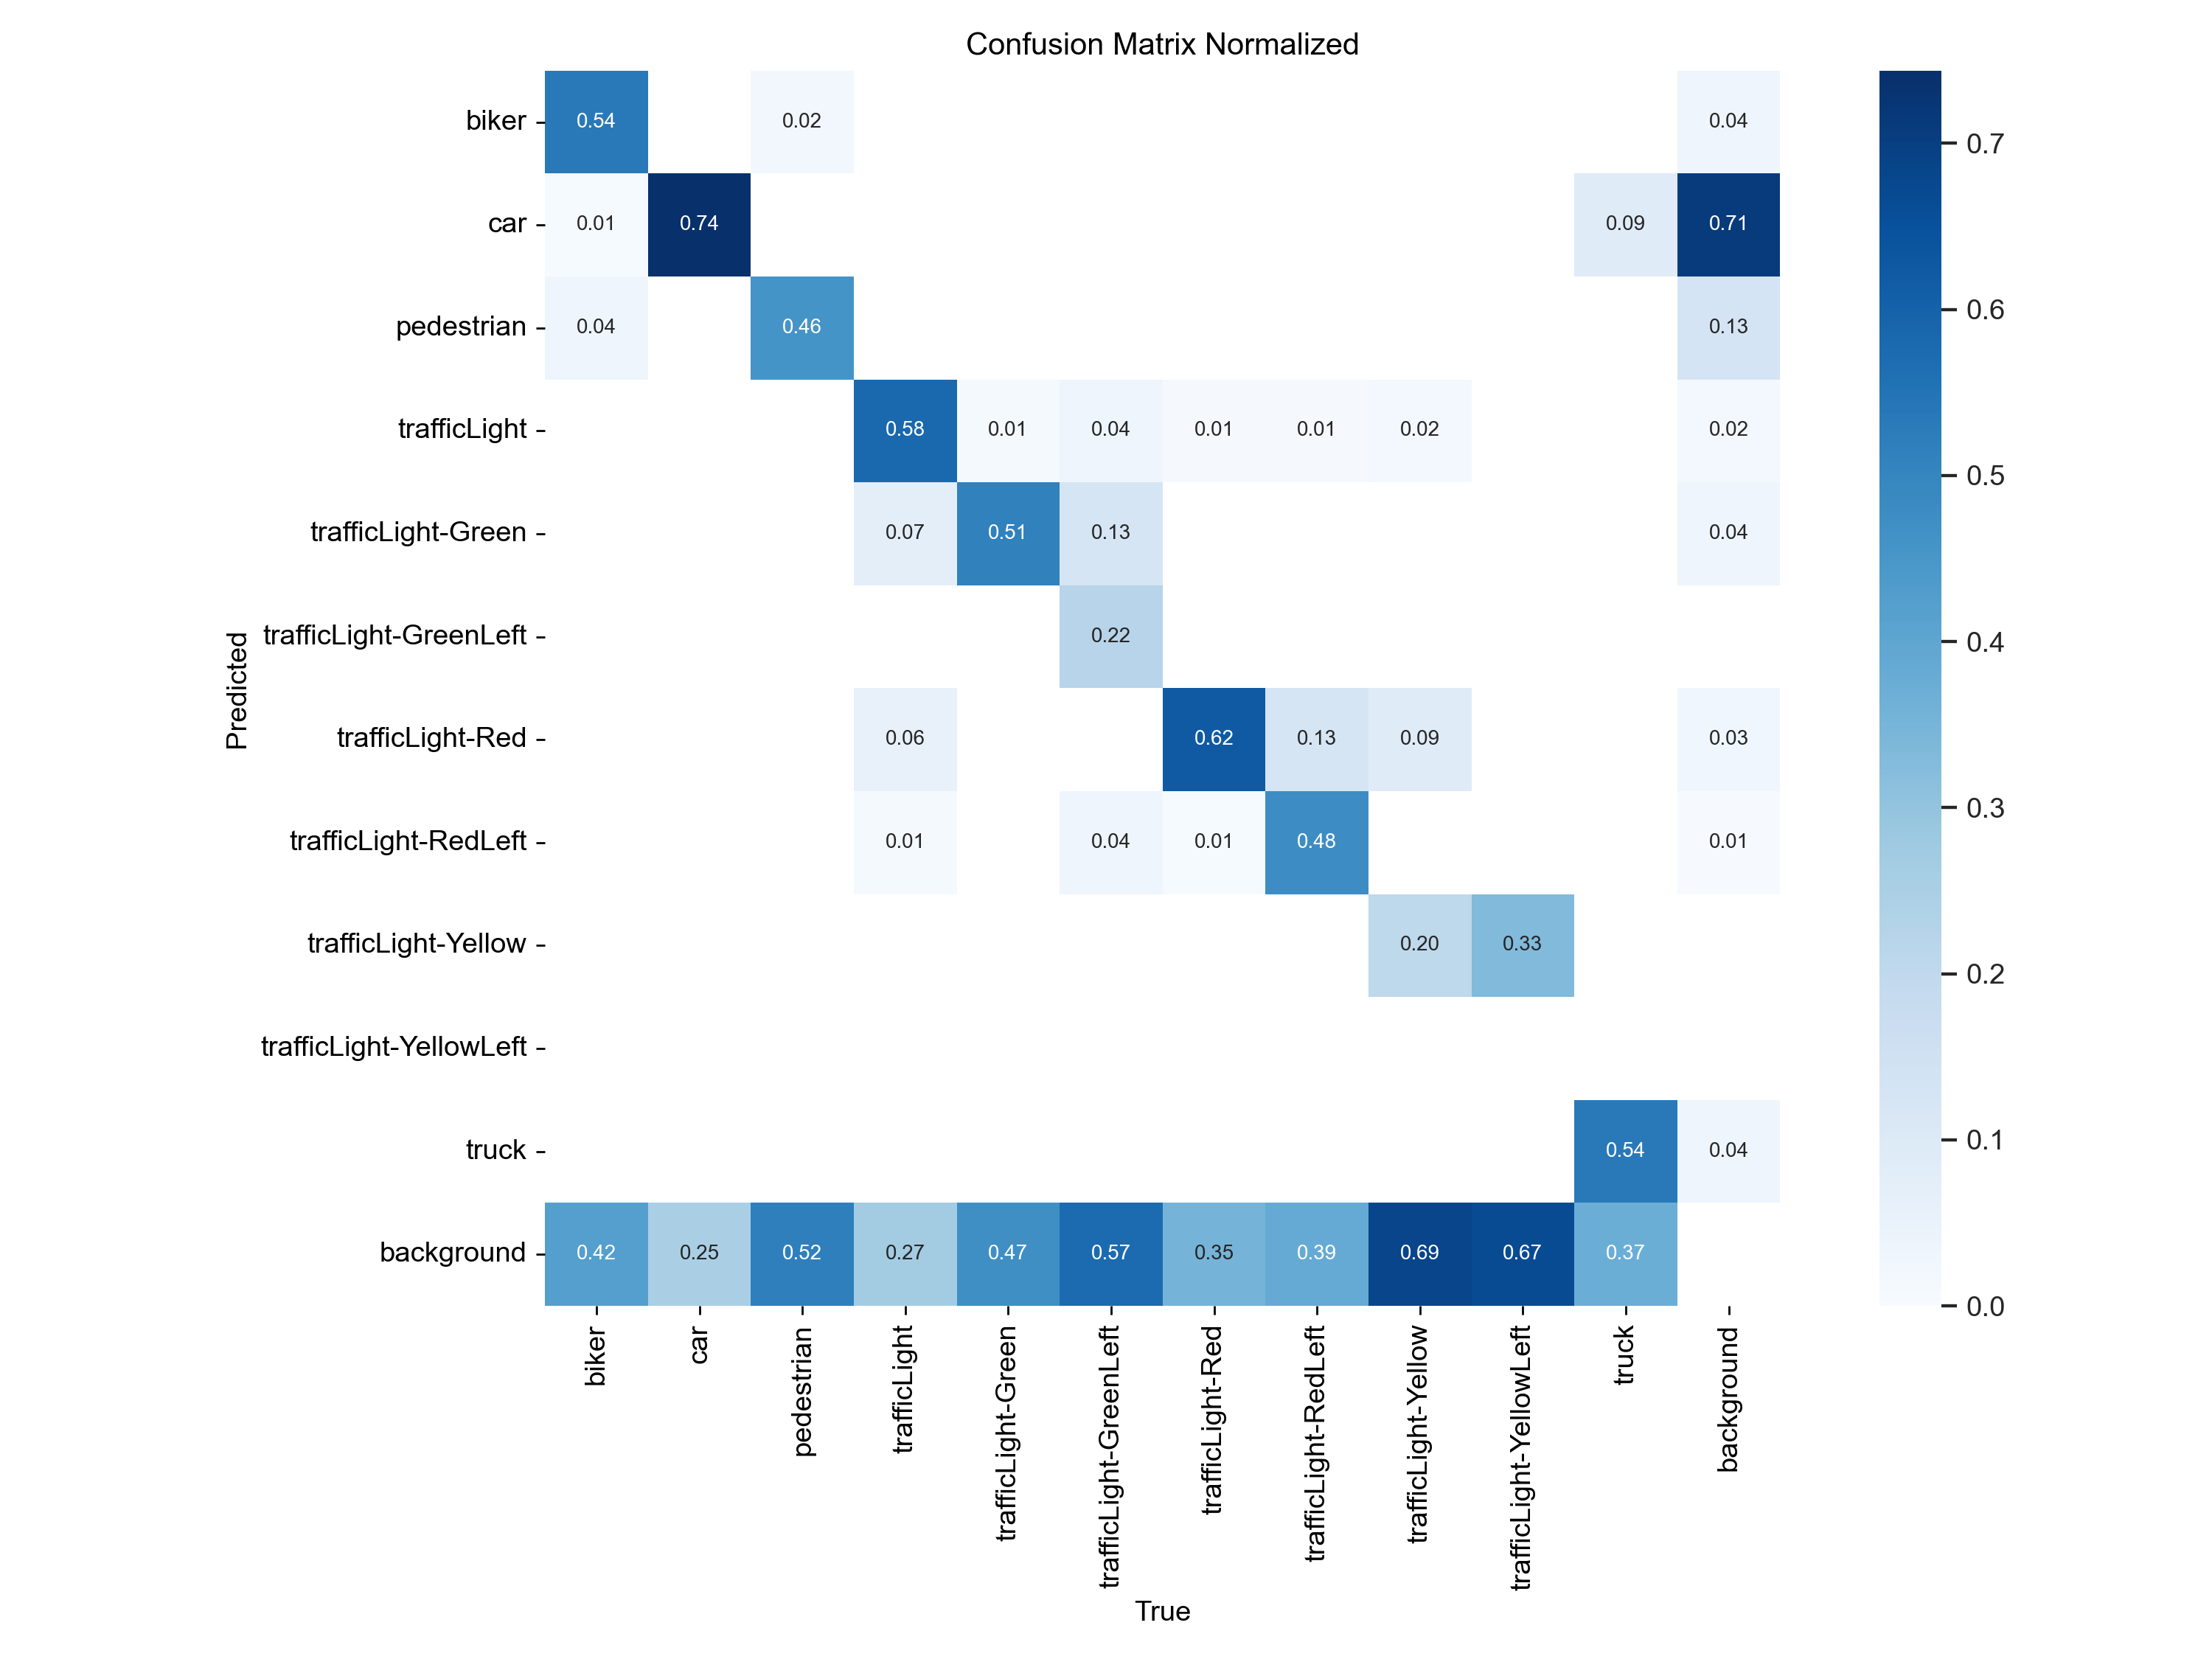 Confusion Matrix Normalized
biker 0.54 0.02 0.04
car 0.01 0.74 0.09 0.71
pedestrian 0.04 0.46 0.13
trafficLight 0.58 0.01 0.04 0.01 0.01 0.02 0.02
trafficLight-Green 0.07 0.51 0.13 0.04
trafficLight-GreenLeft 0.22
trafficLight-Red 0.06 0.62 0.13 0.09 0.03
trafficLight-RedLeft 0.01 0.04 0.01 0.48 0.01
trafficLight-Yellow 0.20 0.33
trafficLight-YellowLeft
truck 0.54 0.04
background 0.42 0.25 0.52 0.27 0.47 0.57 0.35 0.39 0.69 0.67 0.37
Predicted
biker
car
pedestrian
trafficLight
trafficLight-Green
trafficLight-GreenLeft
trafficLight-Red
trafficLight-RedLeft
trafficLight-Yellow
trafficLight-YellowLeft
truck
background
True
0.7
0.6
0.5
0.4
0.3
0.2
0.1
0.0